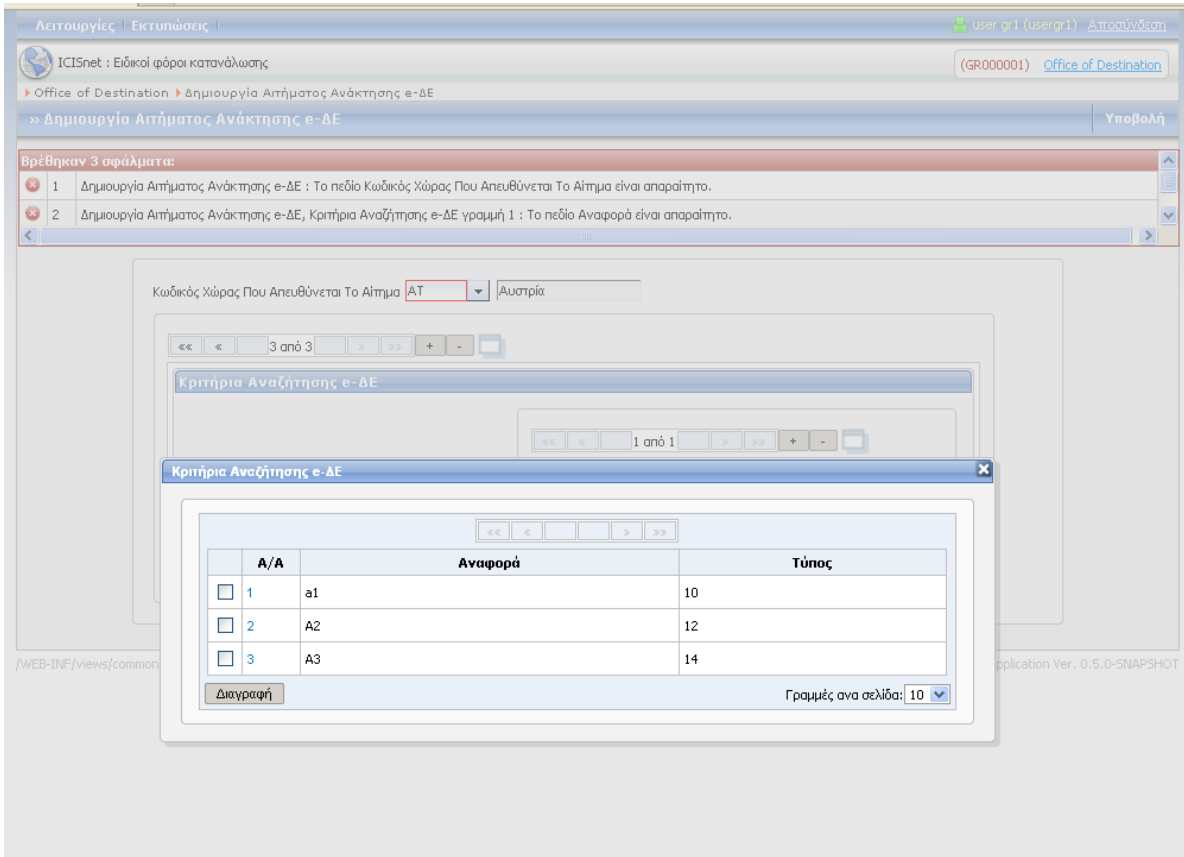 Λειτουργίες | Εκτυπώσεις |
user gr1 (usergr1) Αποσύνδεση
ICISnet : Ειδικοί φόροι κατανάλωσης
(GR000001) Office of Destination
Office of Destination Δημιουργία Αιτήματος Ανάκτησης e-ΔΕ
» Δημιουργία Αιτήματος Ανάκτησης e-ΔΕ
Υποβολή
Βρέθηκαν 3 σφάλματα:
1 Δημιουργία Αιτήματος Ανάκτησης e-ΔΕ : Το πεδίο Κωδικός Χώρας Που Απευθύνεται Το Αίτημα είναι απαραίτητο.
2 Δημιουργία Αιτήματος Ανάκτησης e-ΔΕ, Κριτήρια Αναζήτησης e-ΔΕ γραμμή 1 : Το πεδίο Αναφορά είναι απαραίτητο.
Κωδικός Χώρας Που Απευθύνεται Το Αίτημα AT Αυστρία
«« « 3 από 3 » »» + -
Κριτήρια Αναζήτησης e-ΔΕ
«« « 1 από 1 » »» + -
Κριτήρια Αναζήτησης e-ΔΕ
«« « » »»
Α/Α Αναφορά Τύπος
1 a1 10
2 A2 12
3 A3 14
Διαγραφή
Γραμμές ανα σελίδα: 10
/WEB-INF/views/common
Ver. 0.5.0-SNAPSHOT